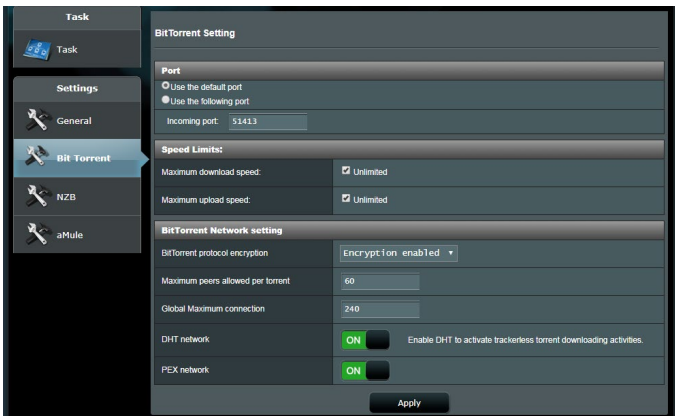 Task
Task
Settings
General
Bit Torrent
NZB
aMule
BitTorrent Setting
Port
Use the default port
Use the following port
Incoming port: 51413
Speed Limits:
Maximum download speed: Unlimited
Maximum upload speed: Unlimited
BitTorrent Network setting
BitTorrent protocol encryption Encryption enabled
Maximum peers allowed per torrent 60
Global Maximum connection 240
DHT network ON Enable DHT to activate trackerless torrent downloading activities.
PEX network ON
Apply